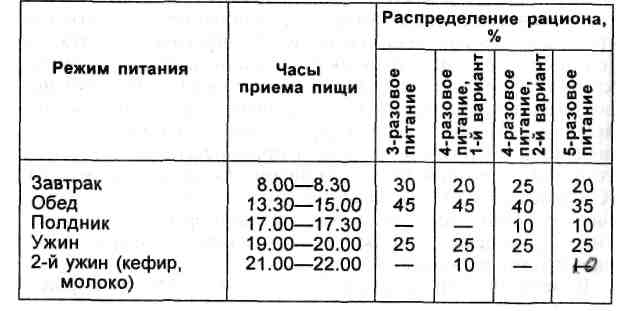 Режим питания
Часы
приема пищи
Распределение рациона,
%
3-разовое
питание
4-разовое
питание,
1-й вариант
4-разовое
питание,
2-й вариант
5-разовое
питание
Завтрак 8.00—8.30 30 20 25 20
Обед 13.30—15.00 45 45 40 35
Полдник 17.00—17.30 — — 10 10
Ужин 19.00—20.00 25 25 25 25
2-й ужин (кефир, 21.00—22.00 — 10 — 10
молоко)